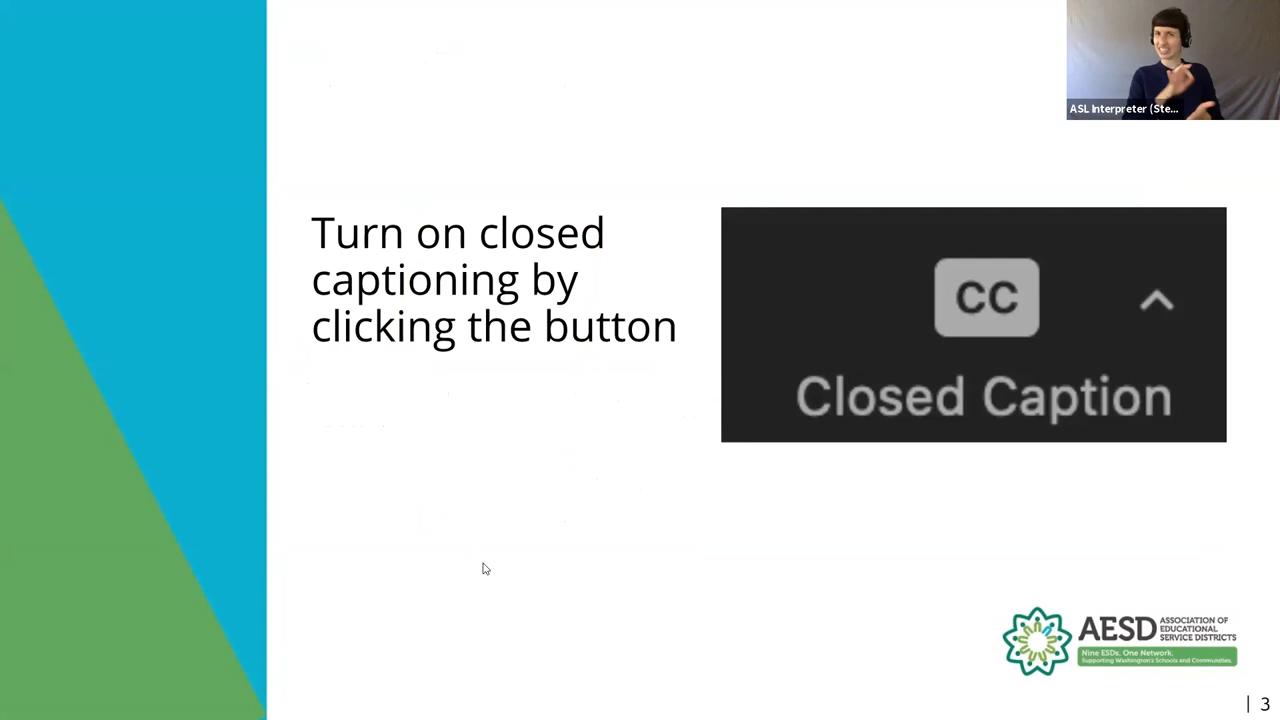 ASL Interpreter (Ste...
Turn on closed
captioning by
clicking the button
CC
Closed Caption
AESD
ASSOCIATION OF
EDUCATIONAL
SERVICE DISTRICTS
Nine ESDs. One Network.
Supporting Washington's Schools and Communities.
| 3